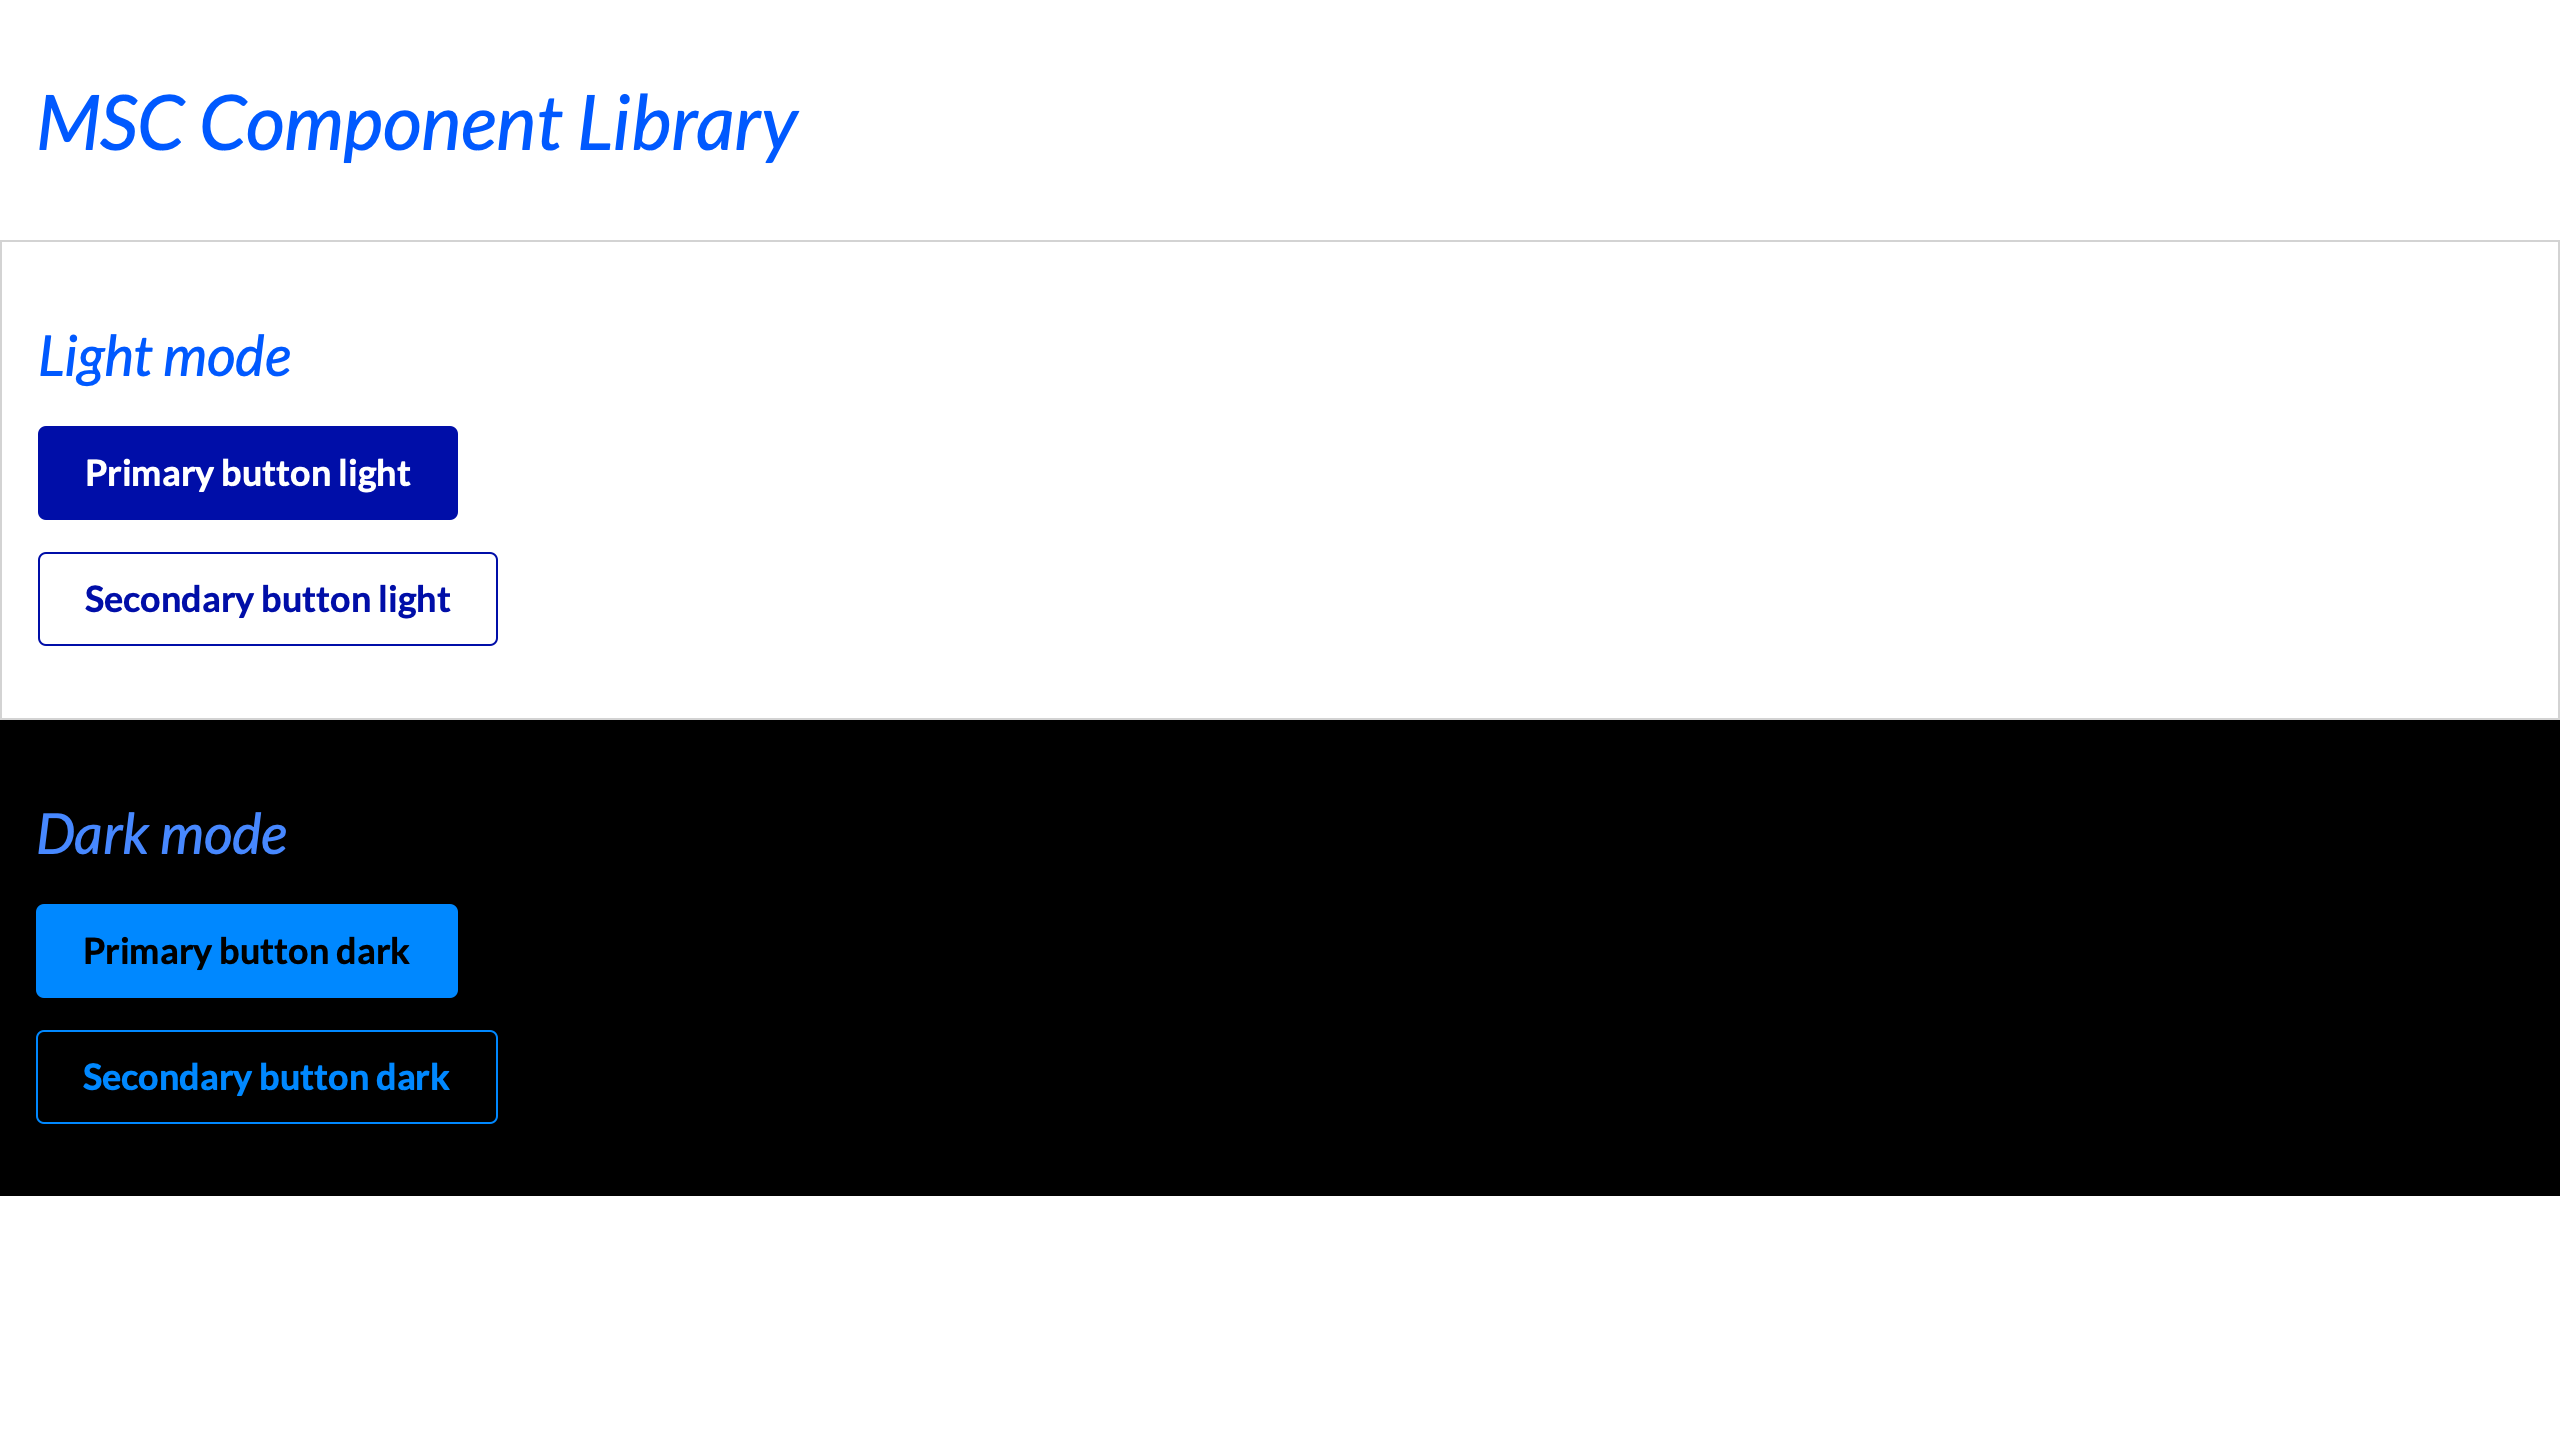 MSC Component Library
Light mode
Primary button light
Secondary button light
Dark mode
Primary button dark
Secondary button dark